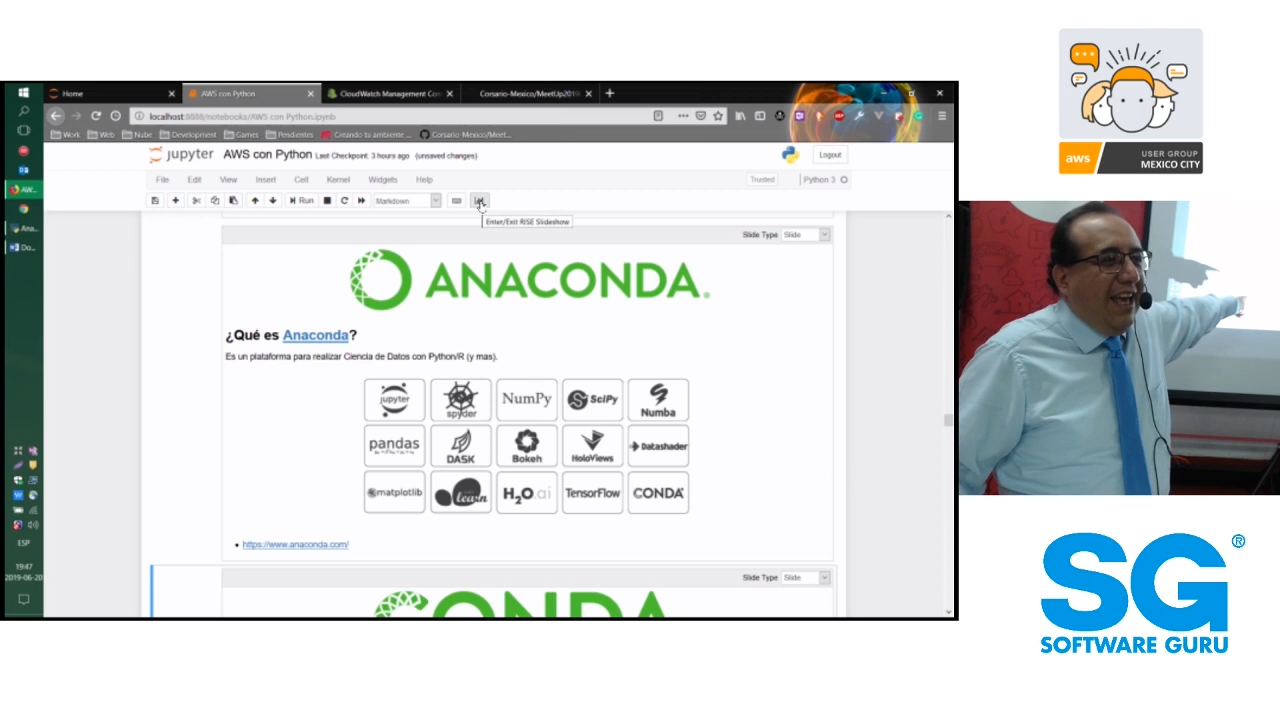 Home
AWS con Python
CloudWatch Management Con
Corsario-Mexico/MeetUp2019
localhost:8888/notebooks/AWS con Python.ipynb
Work
Web
Nube
Development
Games
Pendientes
Creando tu ambiente ...
Corsario-Mexico/Meet...
jupyter
AWS con Python Last Checkpoint: 3 hours ago (unsaved changes)
Logout
File Edit View Insert Cell Kernel Widgets Help
Trusted
Python 3
Run
Markdown
Enter/Exit RISE Slideshow
Slide Type Slide
ANACONDA.
¿Qué es Anaconda?
Es un plataforma para realizar Ciencia de Datos con Python/R (y mas).
jupyter
spyder
NumPy
SciPy
Numba
pandas
DASK
Bokeh
HoloViews
Datashader
matplotlib
learn
H2O.ai
TensorFlow
CONDA
https://www.anaconda.com/
Slide Type Slide
CONDA
AW...
Ana...
Do...
ESP
19:47
2019-06-20
aws
USER GROUP
MEXICO CITY
SG®
SOFTWARE GURU